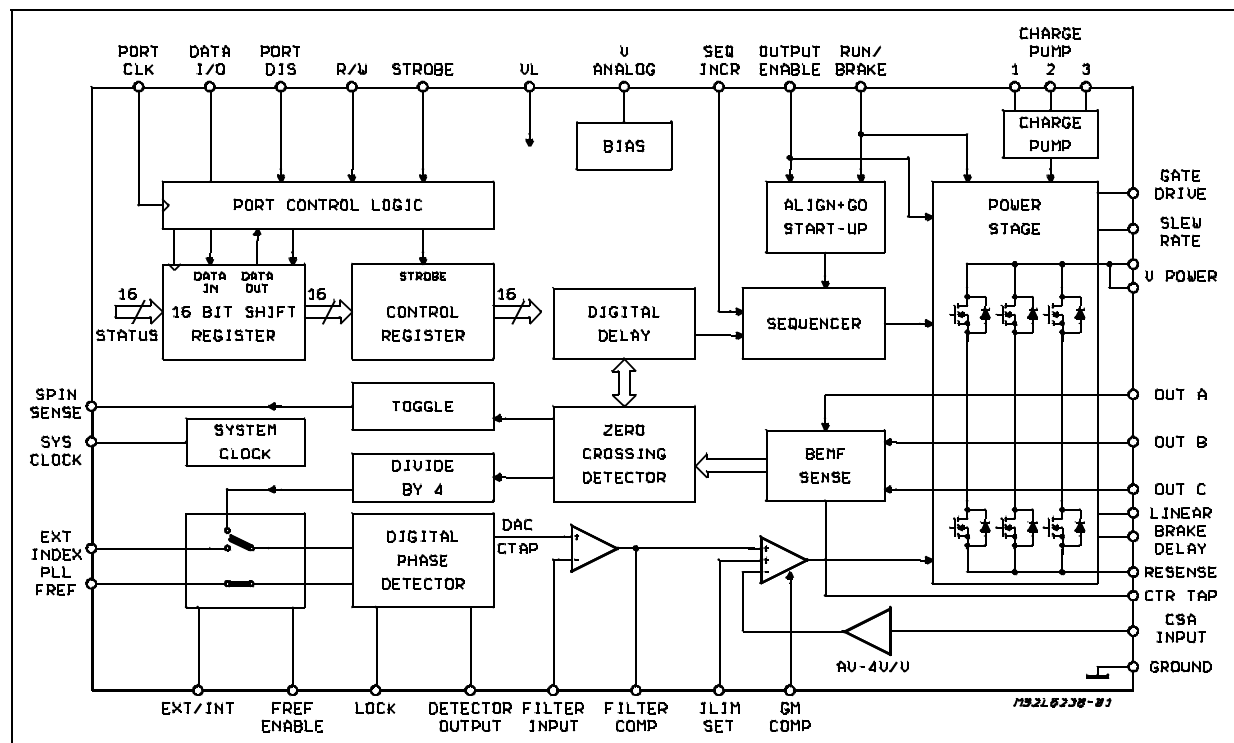 PORT CLK
DATA I/O
PORT DIS
R/W
STROBE
VL
V ANALOG
SEQ INCR
OUTPUT ENABLE
RUN/ BRAKE
CHARGE PUMP
1 2 3
BIAS
CHARGE PUMP
PORT CONTROL LOGIC
ALIGN+GO START-UP
POWER STAGE
GATE DRIVE
SLEW RATE
V POWER
DATA IN
DATA OUT
STROBE
16
STATUS
16 BIT SHIFT REGISTER
16
CONTROL REGISTER
16
DIGITAL DELAY
SEQUENCER
SPIN SENSE
TOGGLE
SYS CLOCK
SYSTEM CLOCK
ZERO CROSSING DETECTOR
BEMF SENSE
OUT A
OUT B
OUT C
DIVIDE BY 4
EXT INDEX
PLL FREF
DIGITAL PHASE DETECTOR
DAC
CTAP
+
-
+
+
-
LINEAR
BRAKE DELAY
RSENSE
CTR TAP
CSA INPUT
AV-4V/V
GROUND
EXT/INT
FREF ENABLE
LOCK
DETECTOR OUTPUT
FILTER INPUT
FILTER COMP
ILIM SET
GM COMP
M92L6238-01